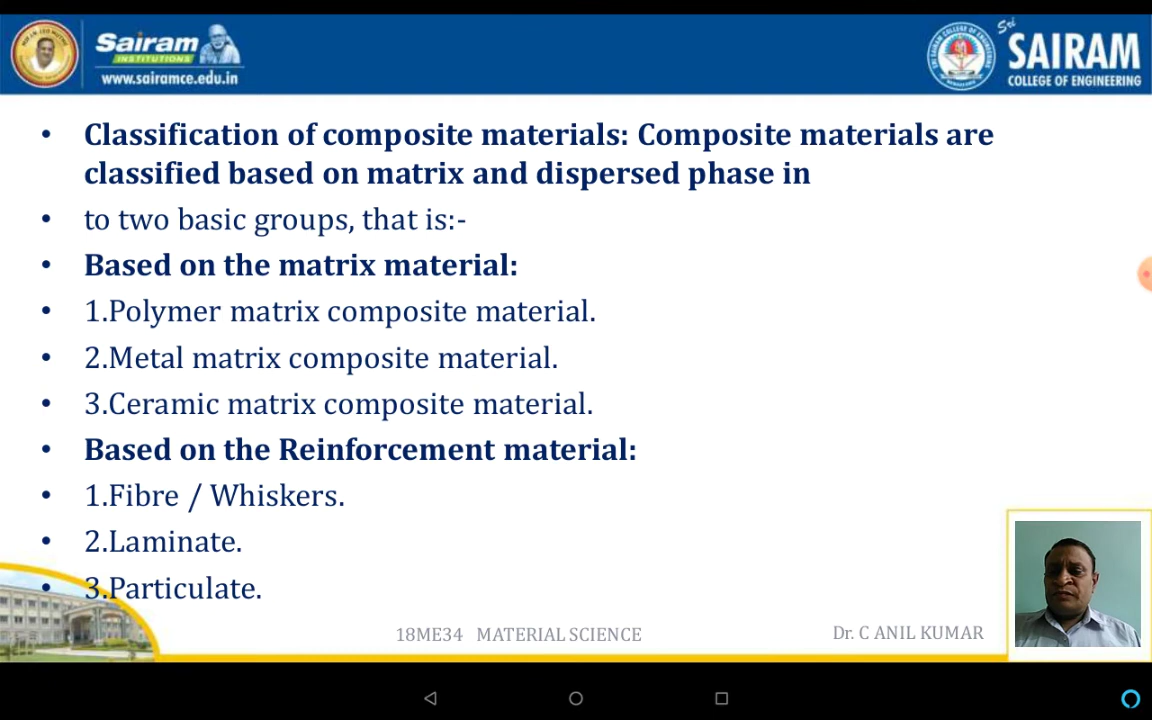 Sairam
INSTITUTIONS
www.sairamce.edu.in
Sri
SAIRAM
COLLEGE OF ENGINEERING
• Classification of composite materials: Composite materials are
classified based on matrix and dispersed phase in
• to two basic groups, that is:-
• Based on the matrix material:
• 1.Polymer matrix composite material.
• 2.Metal matrix composite material.
• 3.Ceramic matrix composite material.
• Based on the Reinforcement material:
• 1.Fibre / Whiskers.
• 2.Laminate.
• 3.Particulate.
18ME34 MATERIAL SCIENCE
Dr. C ANIL KUMAR